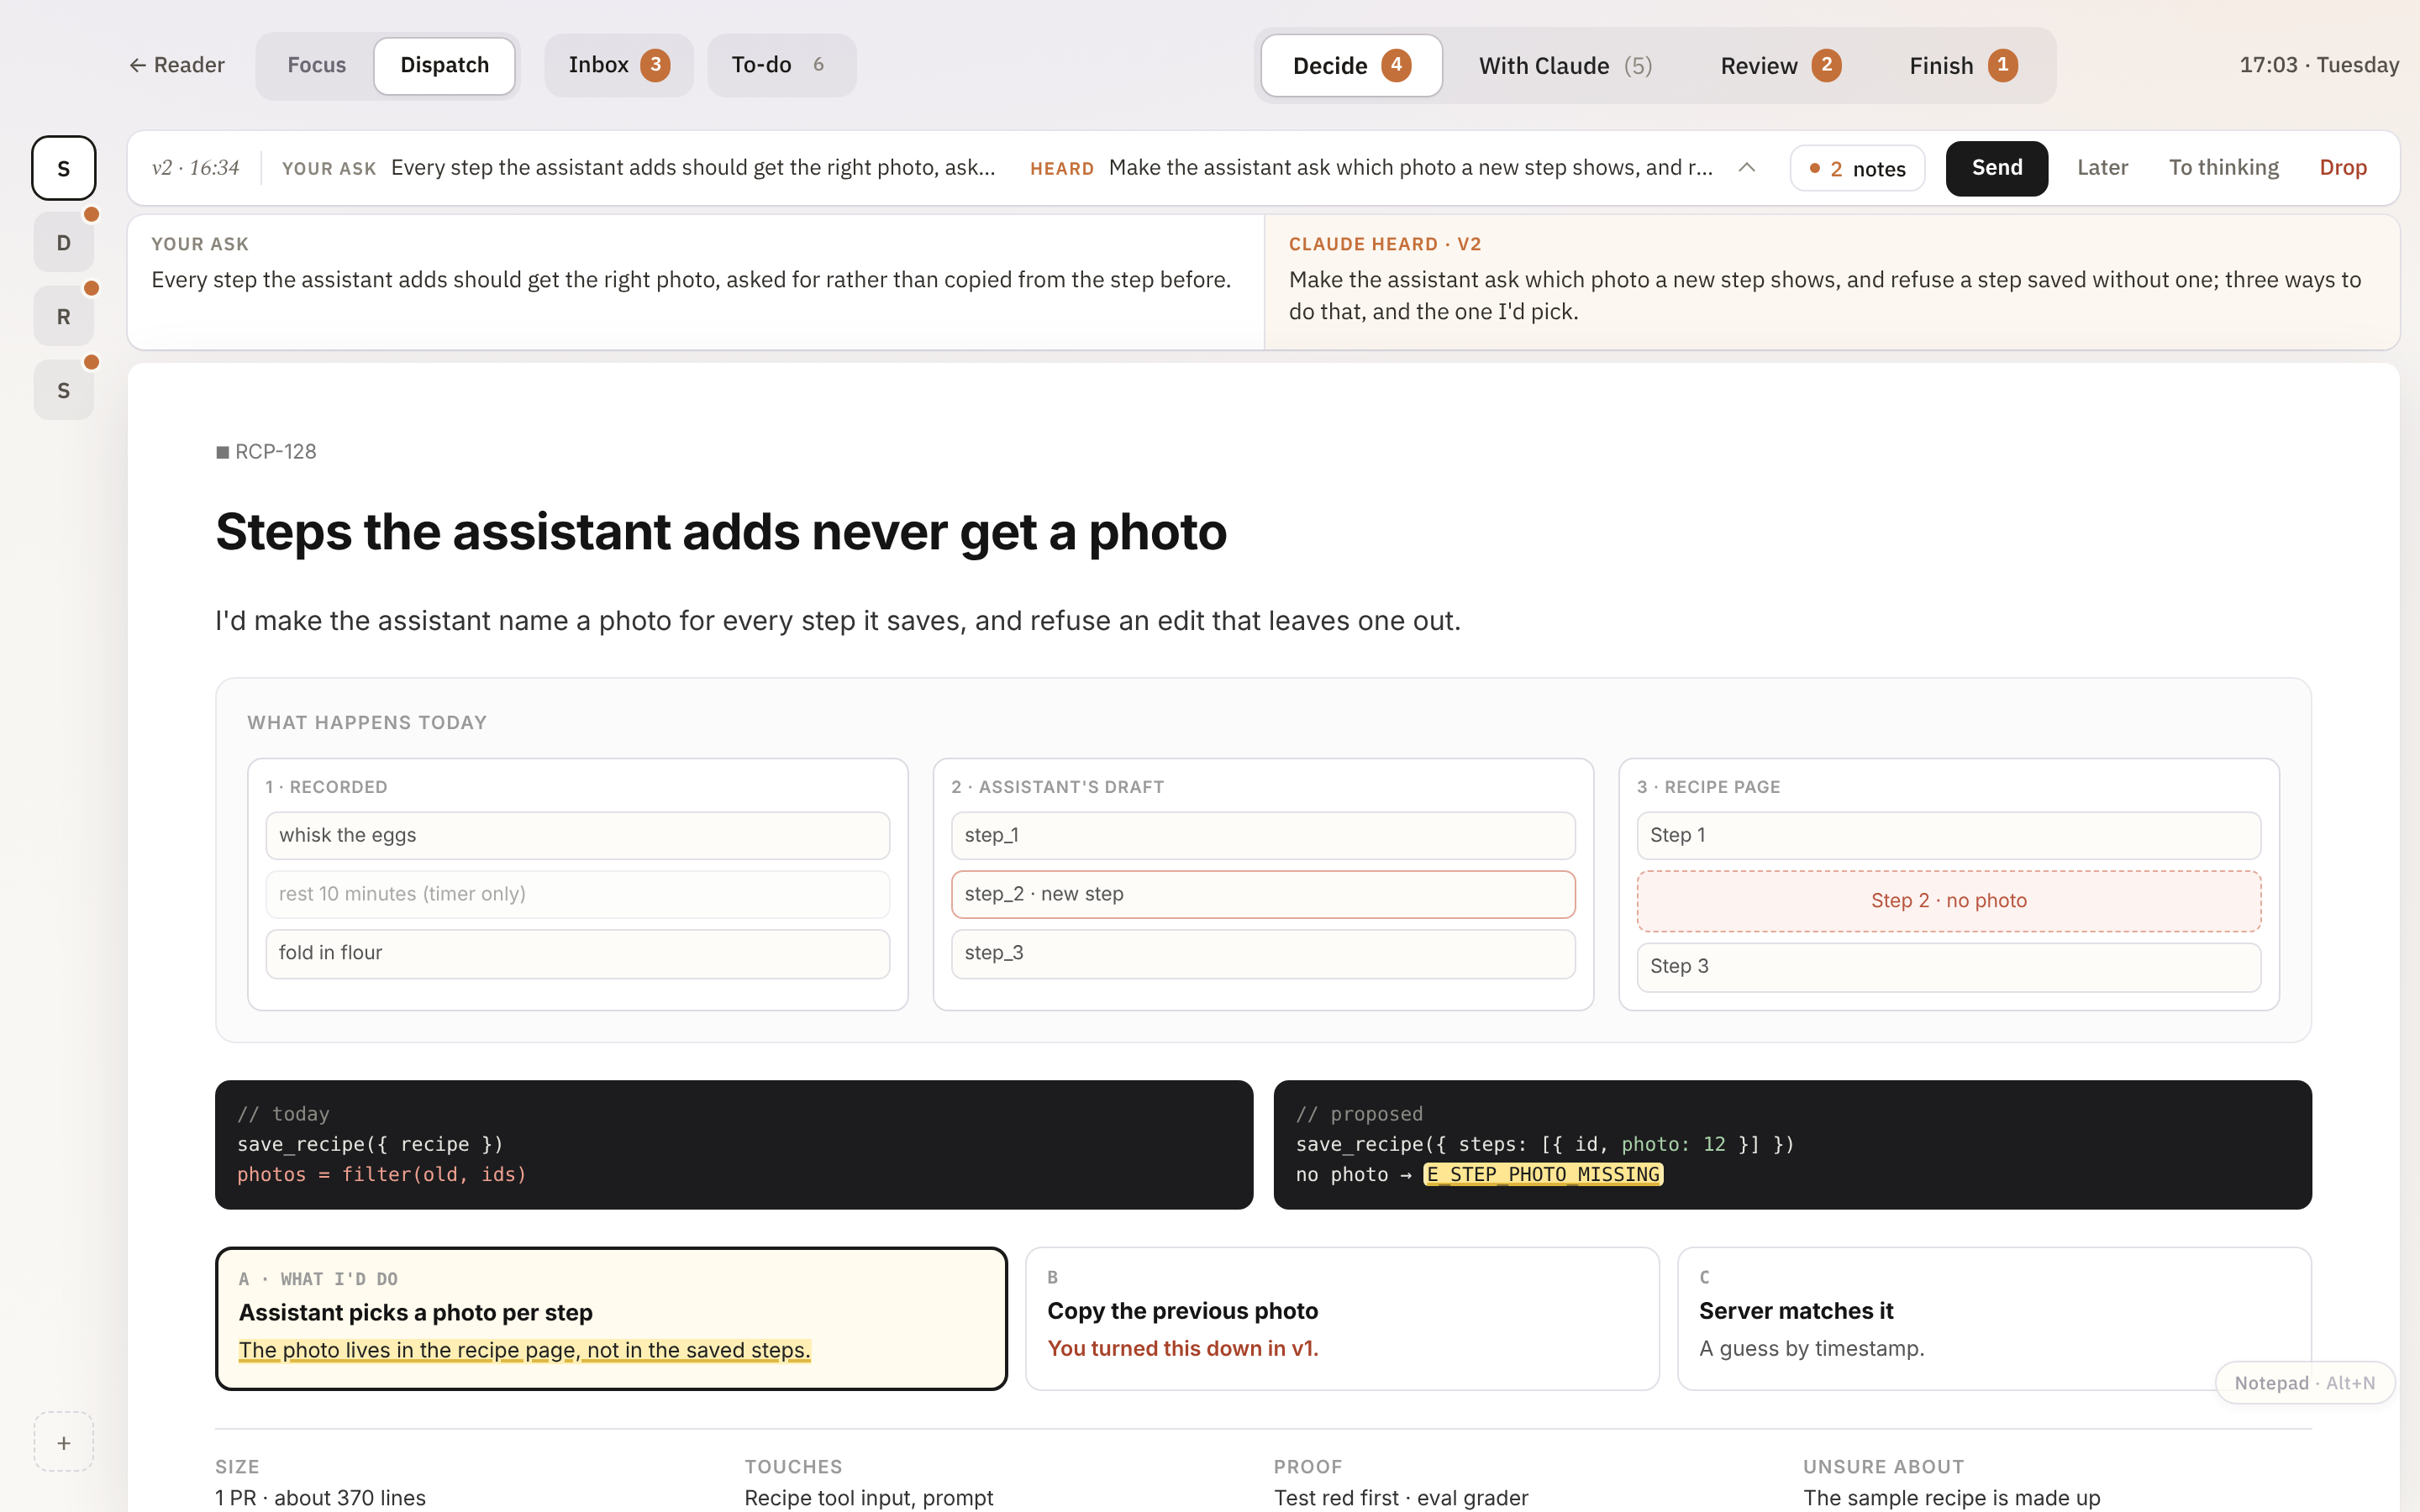 ← Reader
Focus
Dispatch
Inbox 3
To-do 6
Decide 4
With Claude (5)
Review 2
Finish 1
17:03 · Tuesday
S
D
R
S
+
v2 · 16:34
YOUR ASK Every step the assistant adds should get the right photo, ask...
HEARD Make the assistant ask which photo a new step shows, and r...
2 notes
Send
Later
To thinking
Drop
YOUR ASK
Every step the assistant adds should get the right photo, asked for rather than copied from the step before.
CLAUDE HEARD · V2
Make the assistant ask which photo a new step shows, and refuse a step saved without one; three ways to
do that, and the one I'd pick.
RCP-128
Steps the assistant adds never get a photo
I'd make the assistant name a photo for every step it saves, and refuse an edit that leaves one out.
WHAT HAPPENS TODAY
1 · RECORDED
whisk the eggs
rest 10 minutes (timer only)
fold in flour
2 · ASSISTANT'S DRAFT
step_1
step_2 · new step
step_3
3 · RECIPE PAGE
Step 1
Step 2 · no photo
Step 3
// today
save_recipe({ recipe })
photos = filter(old, ids)
// proposed
save_recipe({ steps: [{ id, photo: 12 }] })
no photo → E_STEP_PHOTO_MISSING
A · WHAT I'D DO
Assistant picks a photo per step
The photo lives in the recipe page, not in the saved steps.
B
Copy the previous photo
You turned this down in v1.
C
Server matches it
A guess by timestamp.
Notepad · Alt+N
SIZE
1 PR · about 370 lines
TOUCHES
Recipe tool input, prompt
PROOF
Test red first · eval grader
UNSURE ABOUT
The sample recipe is made up